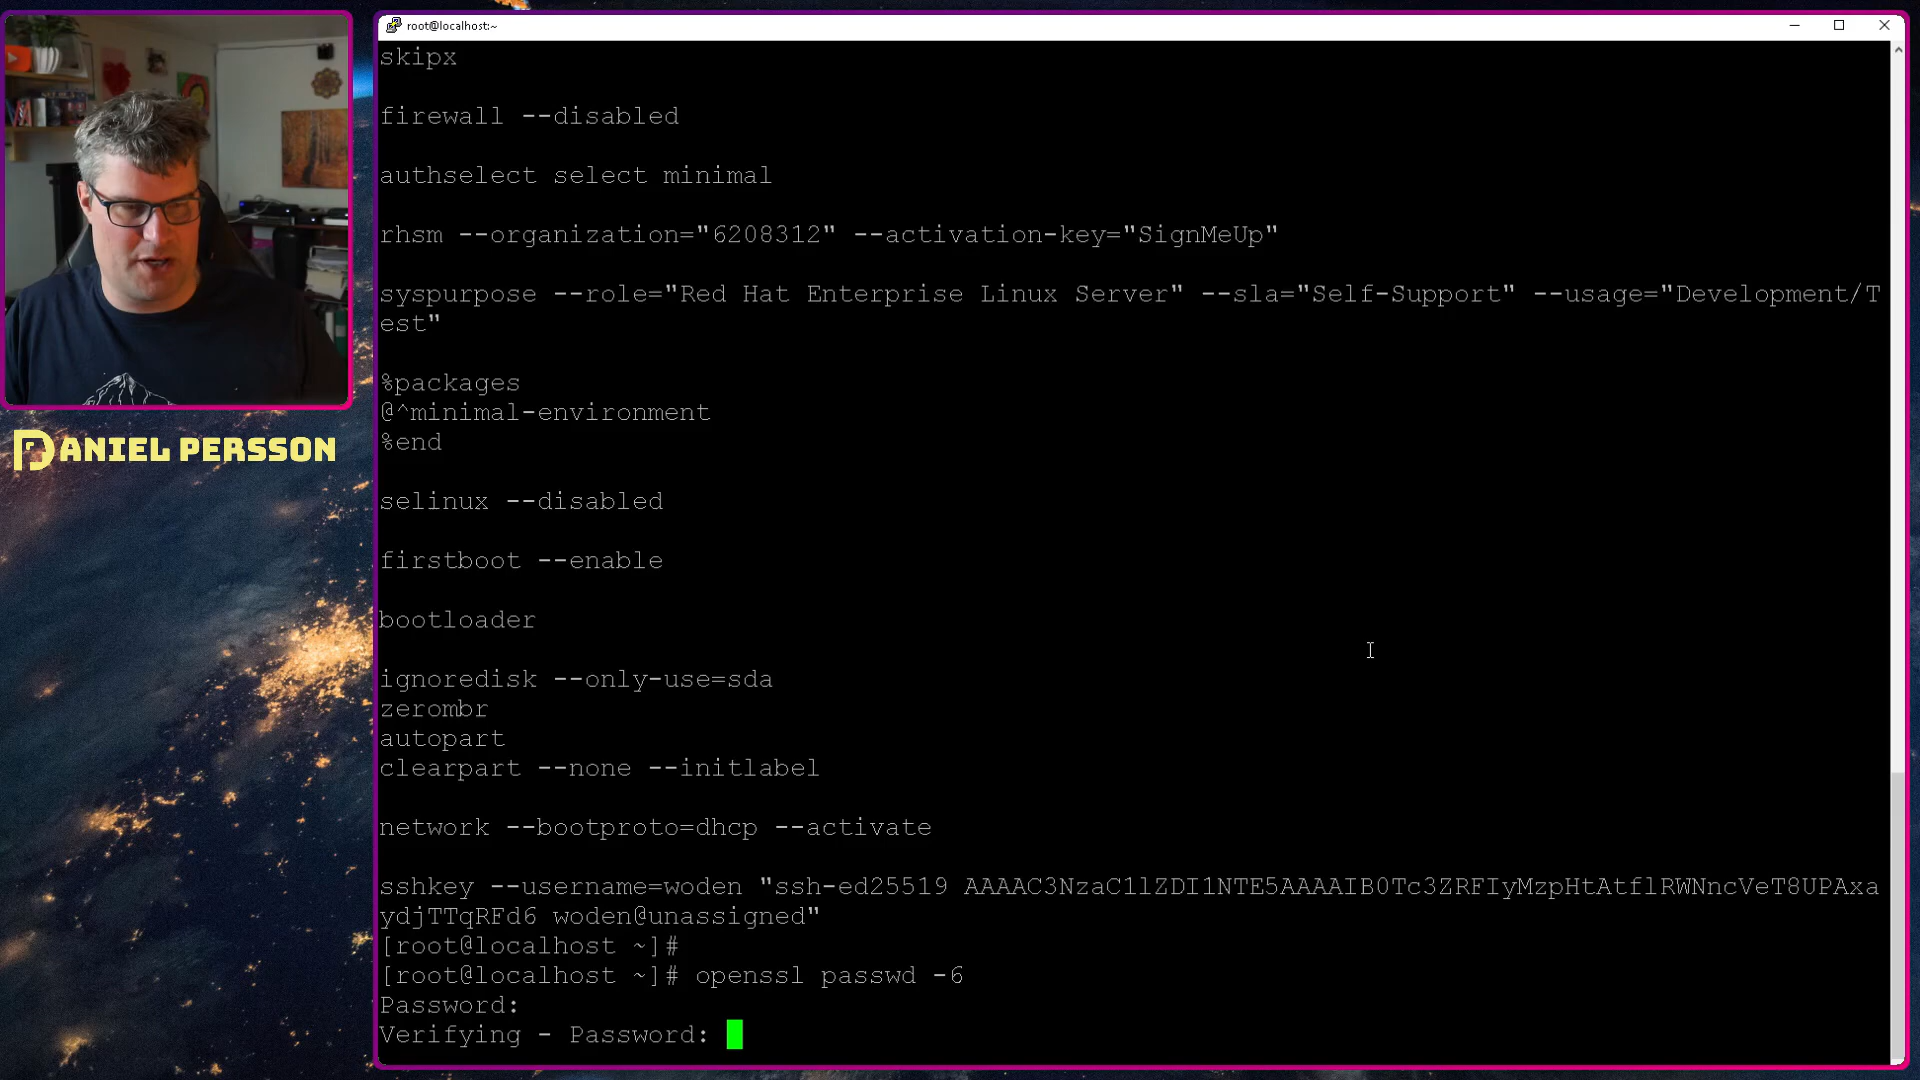 root@localhost:~
skipx
firewall --disabled
authselect select minimal
rhsm --organization="6208312" --activation-key="SignMeUp"
syspurpose --role="Red Hat Enterprise Linux Server" --sla="Self-Support" --usage="Development/T
est"
%packages
@^minimal-environment
%end
selinux --disabled
firstboot --enable
bootloader
ignoredisk --only-use=sda
zerombr
autopart
clearpart --none --initlabel
network --bootproto=dhcp --activate
sshkey --username=woden "ssh-ed25519 AAAAC3NzaC1lZDI1NTE5AAAAIB0Tc3ZRFIyMzpHtAtflRWNncVeT8UPAxa
ydjTTqRFd6 woden@unassigned"
[root@localhost ~]#
[root@localhost ~]# openssl passwd -6
Password:
Verifying - Password:
DANIEL PERSSON